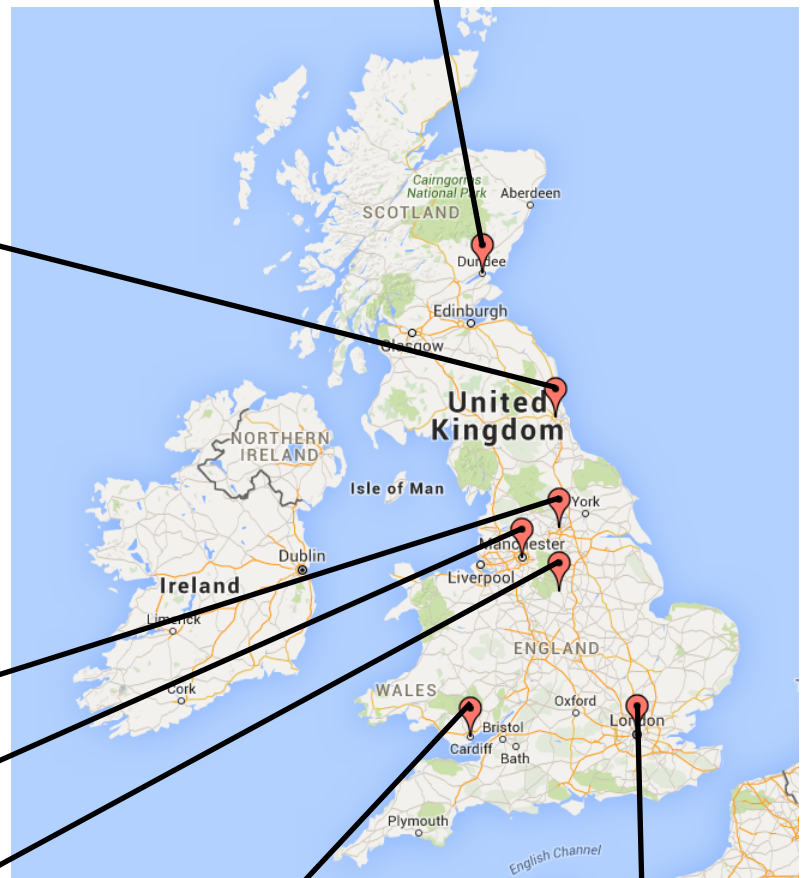 Cairngorms
National Park
Aberdeen
SCOTLAND
Dundee
Edinburgh
Glasgow
United
Kingdom
NORTHERN
IRELAND
Isle of Man
York
Manchester
Dublin
Liverpool
Ireland
Limerick
ENGLAND
WALES
Cork
Oxford
London
Bristol
Cardiff
Bath
Plymouth
English Channel